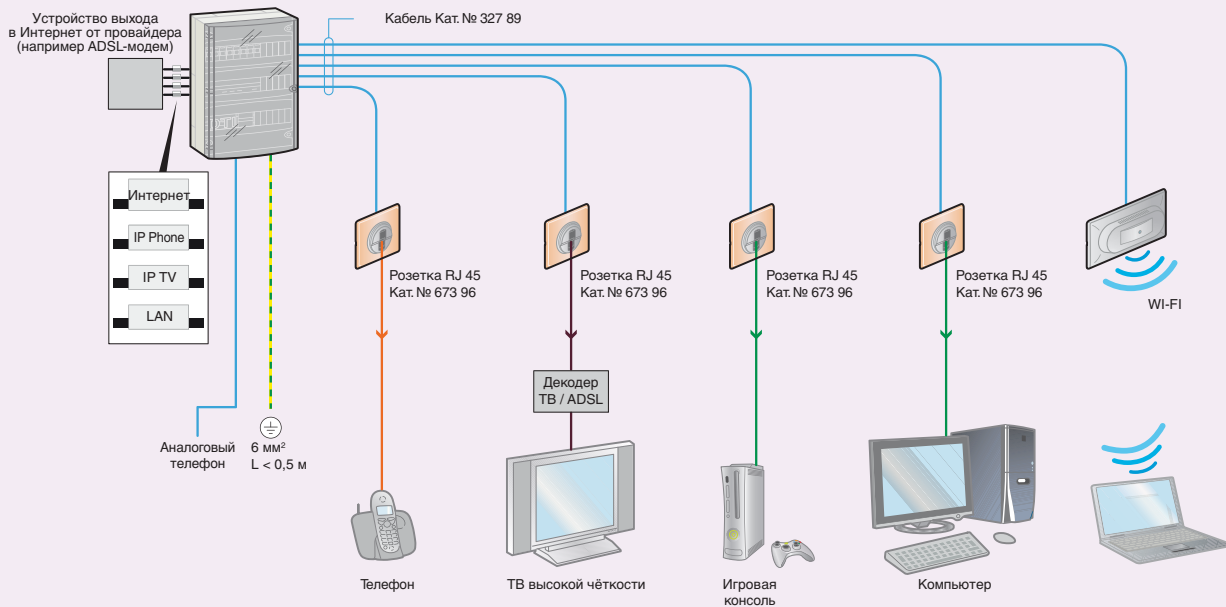 Устройство выхода
в Интернет от провайдера
(например ADSL-модем)
Кабель Кат. № 327 89
Интернет
IP Phone
IP TV
LAN
Розетка RJ 45
Кат. № 673 96
Розетка RJ 45
Кат. № 673 96
Розетка RJ 45
Кат. № 673 96
Розетка RJ 45
Кат. № 673 96
WI-FI
Декодер
ТВ / ADSL
Аналоговый
телефон
6 мм²
L < 0,5 м
Телефон
ТВ высокой чёткости
Игровая
консоль
Компьютер